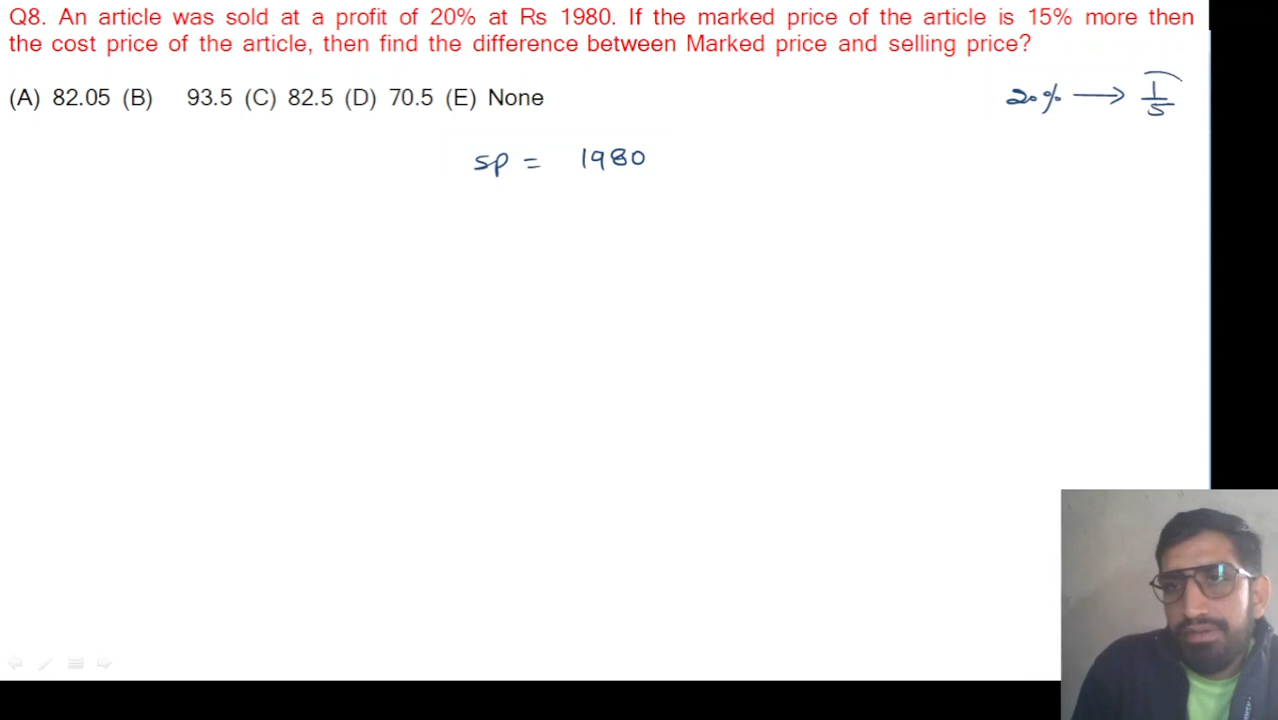 Q8. An article was sold at a profit of 20% at Rs 1980. If the marked price of the article is 15% more then
the cost price of the article, then find the difference between Marked price and selling price?
(A) 82.05 (B) 93.5 (C) 82.5 (D) 70.5 (E) None
20% → 1/5
SP = 1980